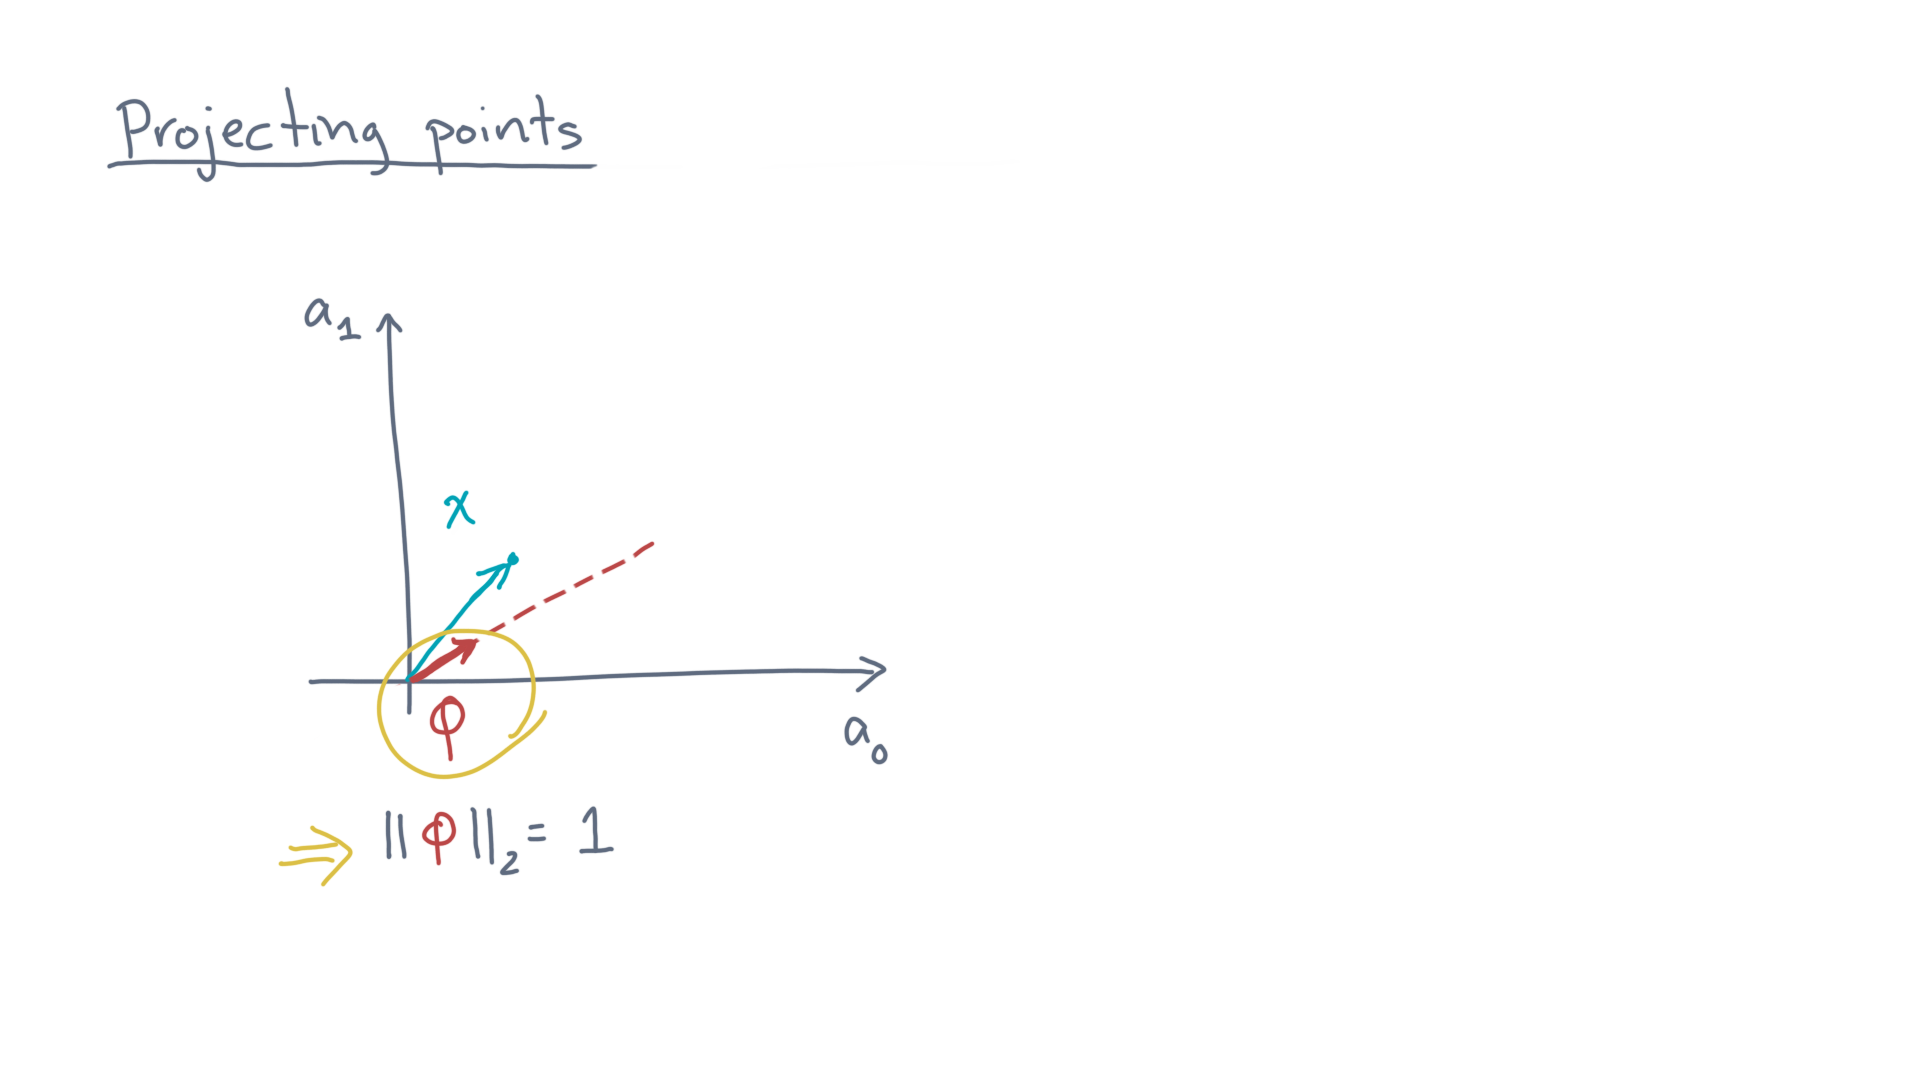 Projecting points
a₁
x
φ
a₀
⇒ ||φ||₂ = 1